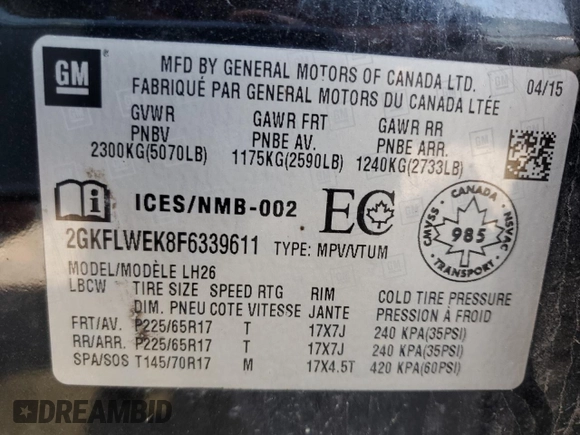 GM
MFD BY GENERAL MOTORS OF CANADA LTD. 04/15
FABRIQUÉ PAR GENERAL MOTORS DU CANADA LTÉE
GVWR GAWR FRT GAWR RR
PNBV PNBE AV. PNBE ARR.
2300KG(5070LB) 1175KG(2590LB) 1240KG(2733LB)
i ICES/NMB-002 EC
CANADA
CMVSS 985 NSVAC
TRANSPORT
2GKFLWEK8F6339611 TYPE: MPV/VTUM
MODEL/MODÈLE LH26
LBCW TIRE SIZE SPEED RTG RIM COLD TIRE PRESSURE
DIM. PNEU COTE VITESSE JANTE PRESSION À FROID
FRT/AV. P225/65R17 T 17X7J 240 KPA(35PSI)
RR/ARR. P225/65R17 T 17X7J 240 KPA(35PSI)
SPA/SOS T145/70R17 M 17X4.5T 420 KPA(60PSI)
DREAMBID